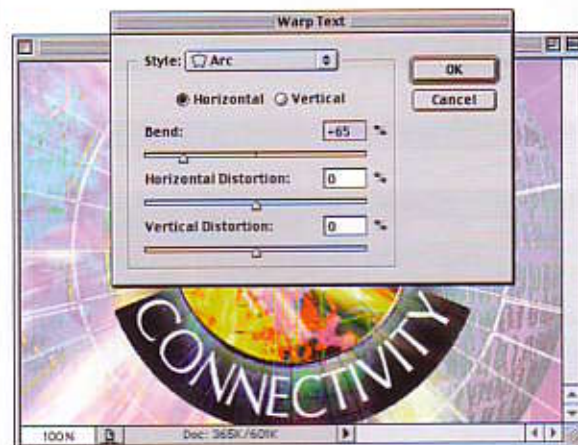 Warp Text
Style: Arc
Horizontal Vertical
Bend: -65 %
Horizontal Distortion: 0 %
Vertical Distortion: 0 %
OK
Cancel
CONNECTIVITY
100% Doc: 365K/601K